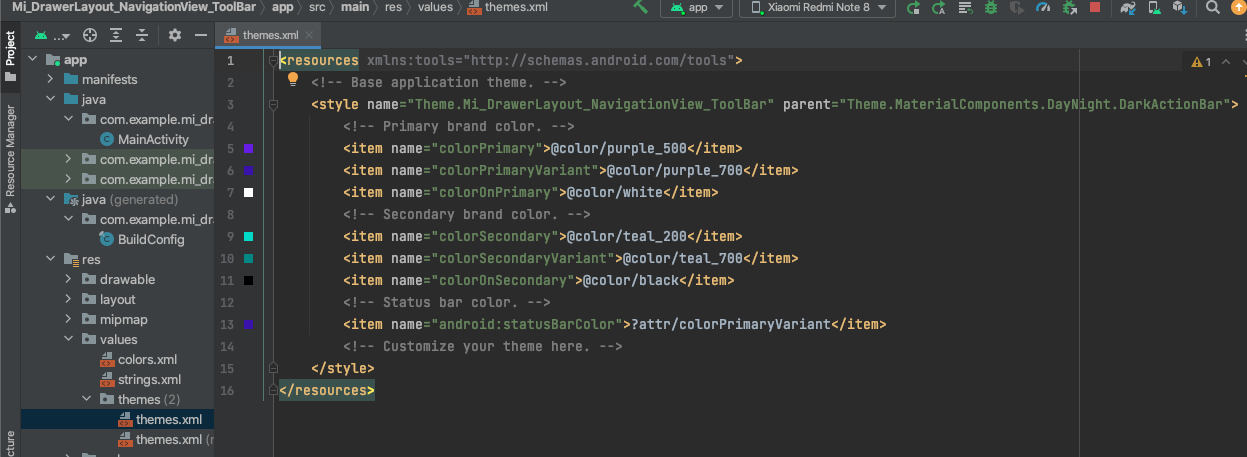 Mi_DrawerLayout_NavigationView_ToolBar app src main res values themes.xml app Xiaomi Redmi Note 8
...
themes.xml
Project
Resource Manager
app
manifests
java
com.example.mi_dra
MainActivity
com.example.mi_dra
com.example.mi_dra
java (generated)
com.example.mi_dra
BuildConfig
res
drawable
layout
mipmap
values
colors.xml
strings.xml
themes (2)
themes.xml
themes.xml
1 <resources xmlns:tools="http://schemas.android.com/tools">
2 <!-- Base application theme. -->
3 <style name="Theme.Mi_DrawerLayout_NavigationView_ToolBar" parent="Theme.MaterialComponents.DayNight.DarkActionBar">
4 <!-- Primary brand color. -->
5 <item name="colorPrimary">@color/purple_500</item>
6 <item name="colorPrimaryVariant">@color/purple_700</item>
7 <item name="colorOnPrimary">@color/white</item>
8 <!-- Secondary brand color. -->
9 <item name="colorSecondary">@color/teal_200</item>
10 <item name="colorSecondaryVariant">@color/teal_700</item>
11 <item name="colorOnSecondary">@color/black</item>
12 <!-- Status bar color. -->
13 <item name="android:statusBarColor">?attr/colorPrimaryVariant</item>
14 <!-- Customize your theme here. -->
15 </style>
16 </resources>
1